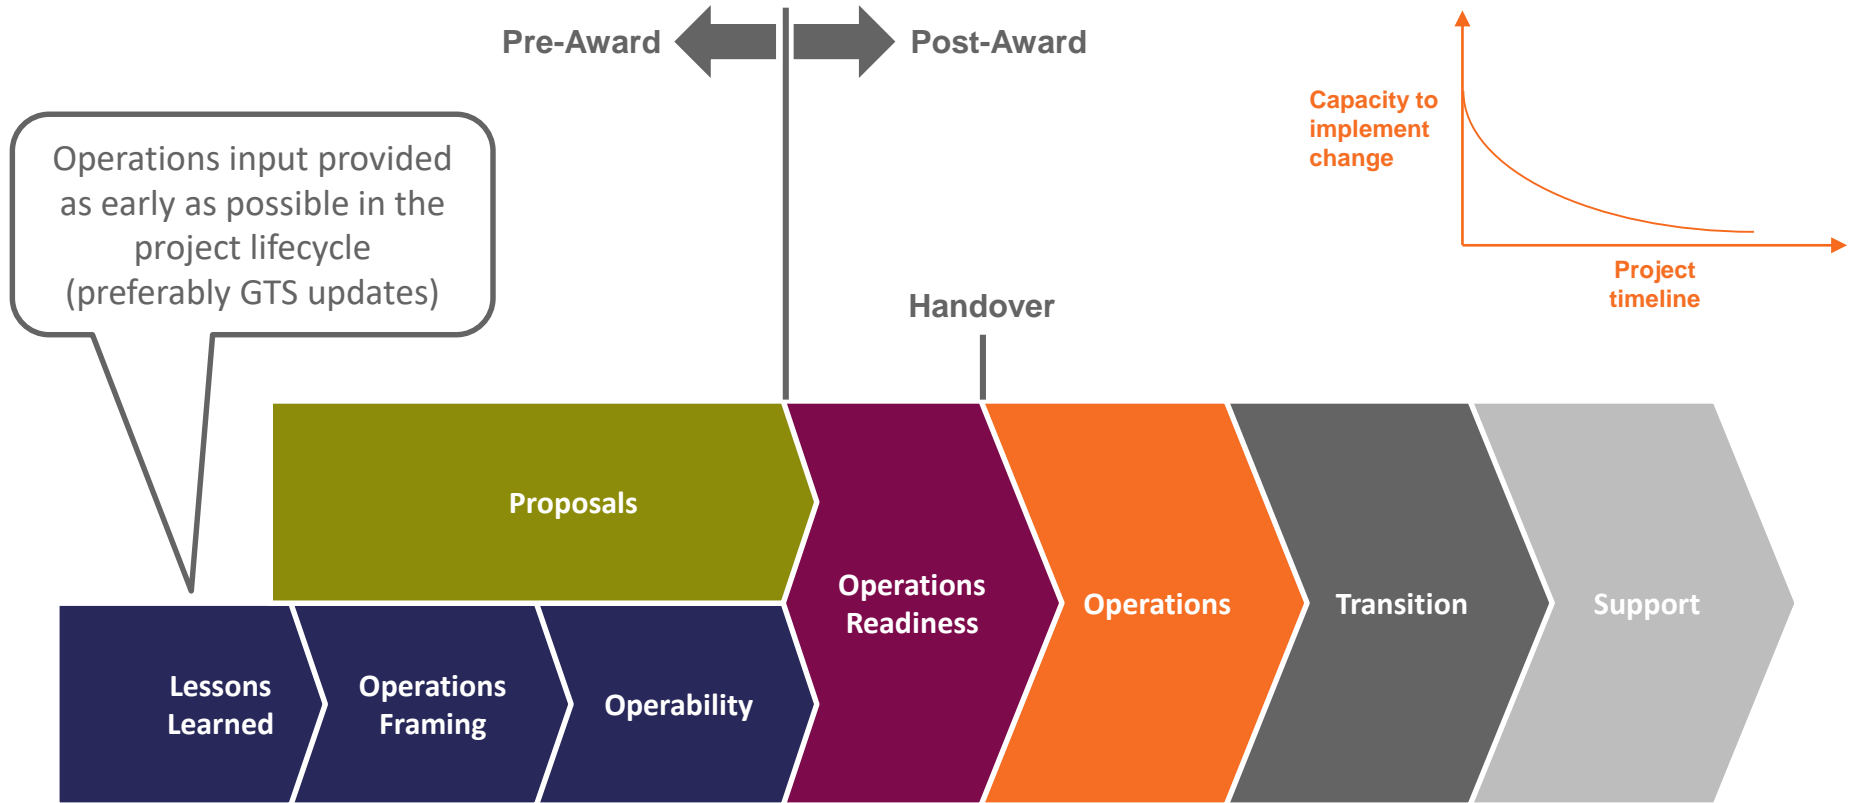 Pre-Award
Post-Award
Capacity to
implement
change
Project
timeline
Operations input provided
as early as possible in the
project lifecycle
(preferably GTS updates)
Handover
Proposals
Operations
Readiness
Operations
Transition
Support
Lessons
Learned
Operations
Framing
Operability